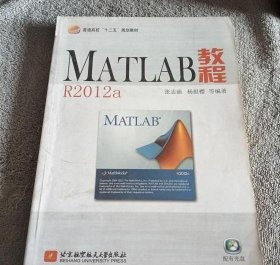 普通高校“十二五”规划教材
MATLAB教程
R2012a
张志涌 杨祖樱 等编著
MATLAB®
MathWorks®
R2012a
北京航空航天大学出版社
BEIHANG UNIVERSITY PRESS
配有光盘